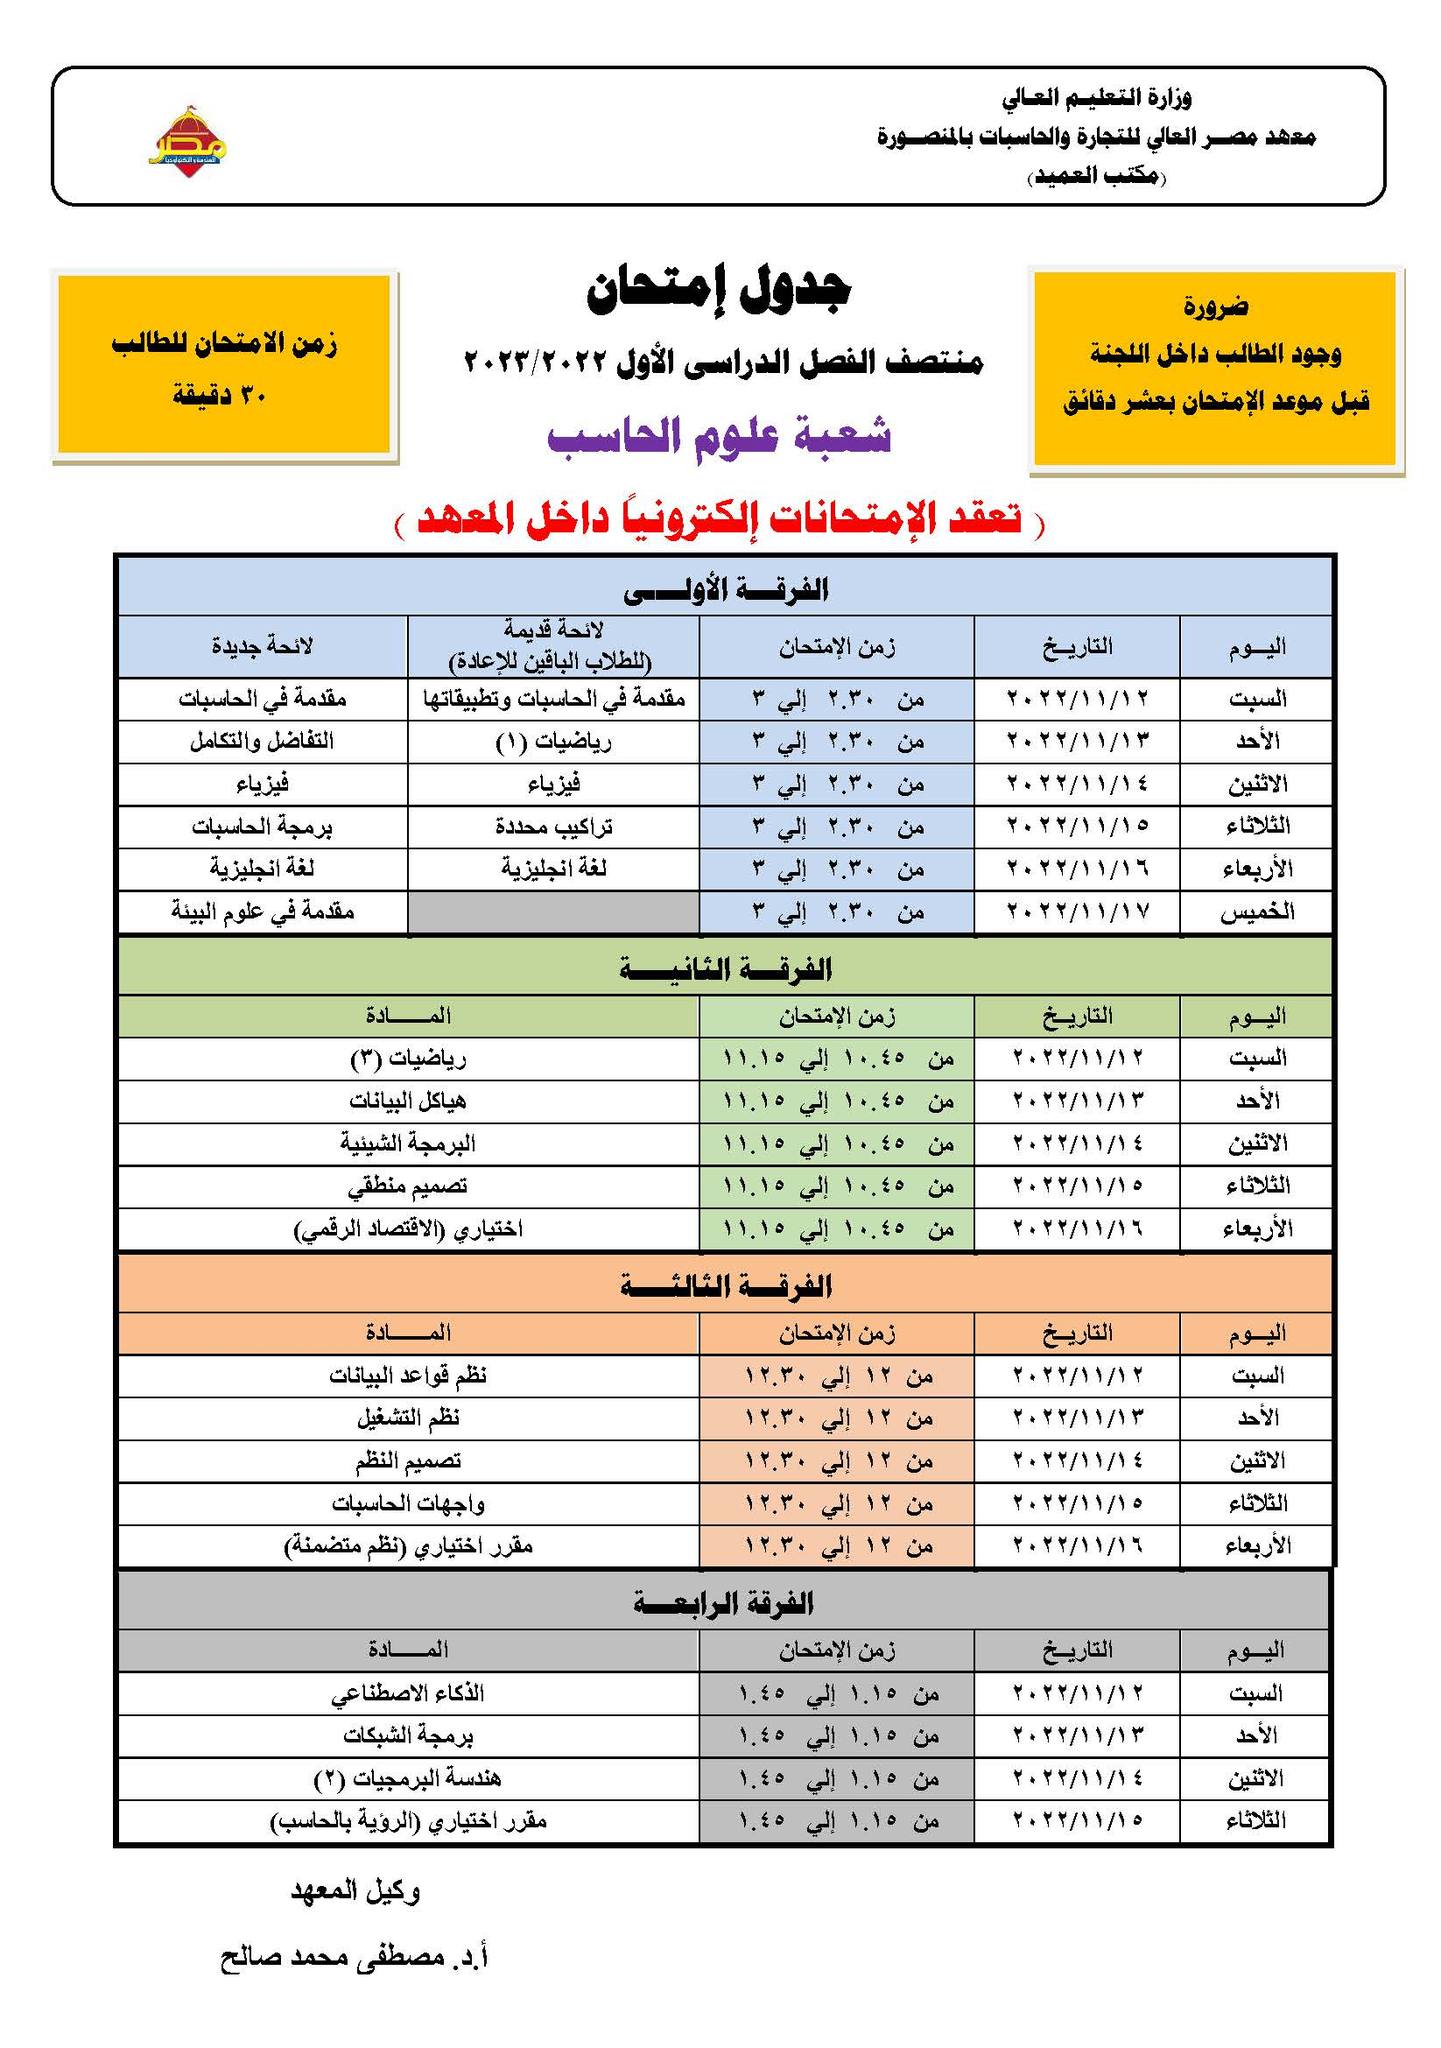 وزارة التعليم العالي
معهد مصر العالي للتجارة والحاسبات بالمنصورة
(مكتب العميد)
مصر
للهندسة والتكنولوجيا
ضرورة
وجود الطالب داخل اللجنة
قبل موعد الإمتحان بعشر دقائق
جدول إمتحان
منتصف الفصل الدراسى الأول ٢٠٢٣/٢٠٢٢
شعبة علوم الحاسب
زمن الامتحان للطالب
٣٠ دقيقة
( تعقد الإمتحانات إلكترونياً داخل المعهد )
الفرقة الأولى
اليوم التاريخ زمن الإمتحان لائحة قديمة (للطلاب الباقين للإعادة) لائحة جديدة
السبت ٢٠٢٢/١١/١٢ من ٢.٣٠ إلي ٣ مقدمة في الحاسبات وتطبيقاتها مقدمة في الحاسبات
الأحد ٢٠٢٢/١١/١٣ من ٢.٣٠ إلي ٣ رياضيات (١) التفاضل والتكامل
الاثنين ٢٠٢٢/١١/١٤ من ٢.٣٠ إلي ٣ فيزياء فيزياء
الثلاثاء ٢٠٢٢/١١/١٥ من ٢.٣٠ إلي ٣ تراكيب محددة برمجة الحاسبات
الأربعاء ٢٠٢٢/١١/١٦ من ٢.٣٠ إلي ٣ لغة انجليزية لغة انجليزية
الخميس ٢٠٢٢/١١/١٧ من ٢.٣٠ إلي ٣ مقدمة في علوم البيئة
الفرقة الثانية
اليوم التاريخ زمن الإمتحان المادة
السبت ٢٠٢٢/١١/١٢ من ١٠.٤٥ إلي ١١.١٥ رياضيات (٣)
الأحد ٢٠٢٢/١١/١٣ من ١٠.٤٥ إلي ١١.١٥ هياكل البيانات
الاثنين ٢٠٢٢/١١/١٤ من ١٠.٤٥ إلي ١١.١٥ البرمجة الشيئية
الثلاثاء ٢٠٢٢/١١/١٥ من ١٠.٤٥ إلي ١١.١٥ تصميم منطقي
الأربعاء ٢٠٢٢/١١/١٦ من ١٠.٤٥ إلي ١١.١٥ اختياري (الاقتصاد الرقمي)
الفرقة الثالثة
اليوم التاريخ زمن الإمتحان المادة
السبت ٢٠٢٢/١١/١٢ من ١٢ إلي ١٢.٣٠ نظم قواعد البيانات
الأحد ٢٠٢٢/١١/١٣ من ١٢ إلي ١٢.٣٠ نظم التشغيل
الاثنين ٢٠٢٢/١١/١٤ من ١٢ إلي ١٢.٣٠ تصميم النظم
الثلاثاء ٢٠٢٢/١١/١٥ من ١٢ إلي ١٢.٣٠ واجهات الحاسبات
الأربعاء ٢٠٢٢/١١/١٦ من ١٢ إلي ١٢.٣٠ مقرر اختياري (نظم متضمنة)
الفرقة الرابعة
اليوم التاريخ زمن الإمتحان المادة
السبت ٢٠٢٢/١١/١٢ من ١.١٥ إلي ١.٤٥ الذكاء الاصطناعي
الأحد ٢٠٢٢/١١/١٣ من ١.١٥ إلي ١.٤٥ برمجة الشبكات
الاثنين ٢٠٢٢/١١/١٤ من ١.١٥ إلي ١.٤٥ هندسة البرمجيات (٢)
الثلاثاء ٢٠٢٢/١١/١٥ من ١.١٥ إلي ١.٤٥ مقرر اختياري (الرؤية بالحاسب)
وكيل المعهد
أ.د. مصطفى محمد صالح